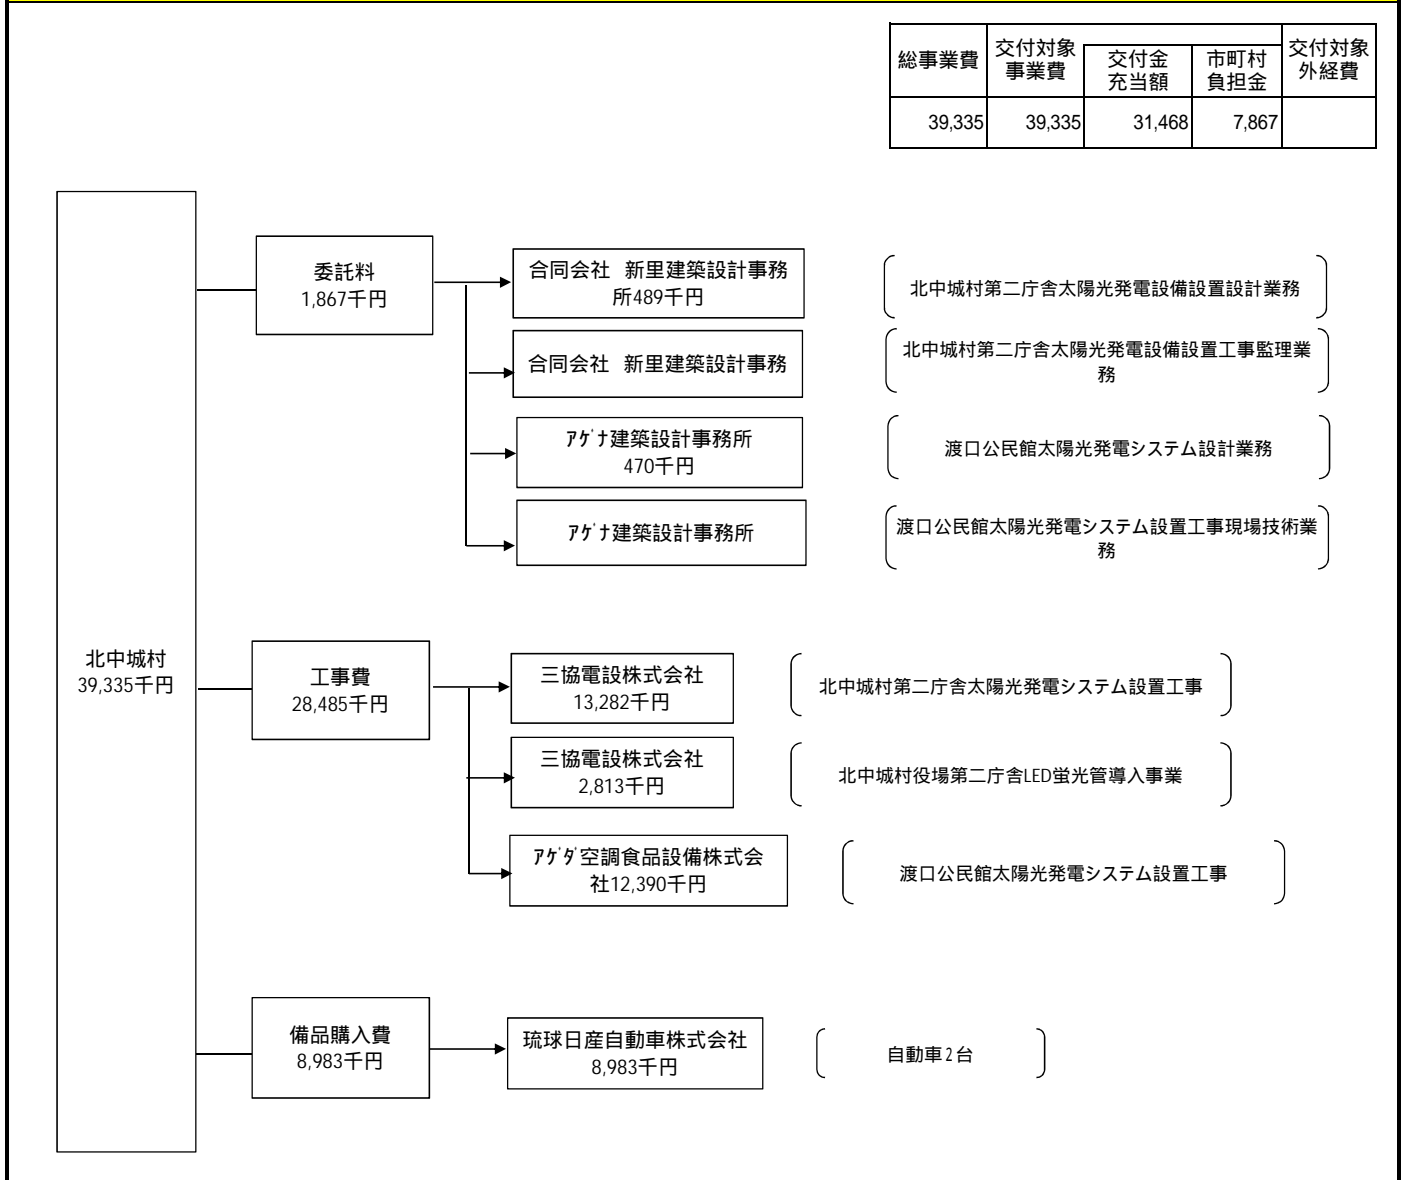 総事業費
交付対象
事業費
交付金
充当額
市町村
負担金
交付対象
外経費
39,335
39,335
31,468
7,867
北中城村
39,335千円
委託料
1,867千円
合同会社　新里建築設計事務
所489千円
北中城村第二庁舎太陽光発電設備設置設計業務
合同会社　新里建築設計事務
北中城村第二庁舎太陽光発電設備設置工事監理業
務
ｱｹﾞﾅ建築設計事務所
470千円
渡口公民館太陽光発電システム設計業務
ｱｹﾞﾅ建築設計事務所
渡口公民館太陽光発電システム設置工事現場技術業
務
工事費
28,485千円
三協電設株式会社
13,282千円
北中城村第二庁舎太陽光発電システム設置工事
三協電設株式会社
2,813千円
北中城村役場第二庁舎LED蛍光管導入事業
ｱｹﾞﾀﾞ空調食品設備株式会
社12,390千円
渡口公民館太陽光発電システム設置工事
備品購入費
8,983千円
琉球日産自動車株式会社
8,983千円
自動車2台